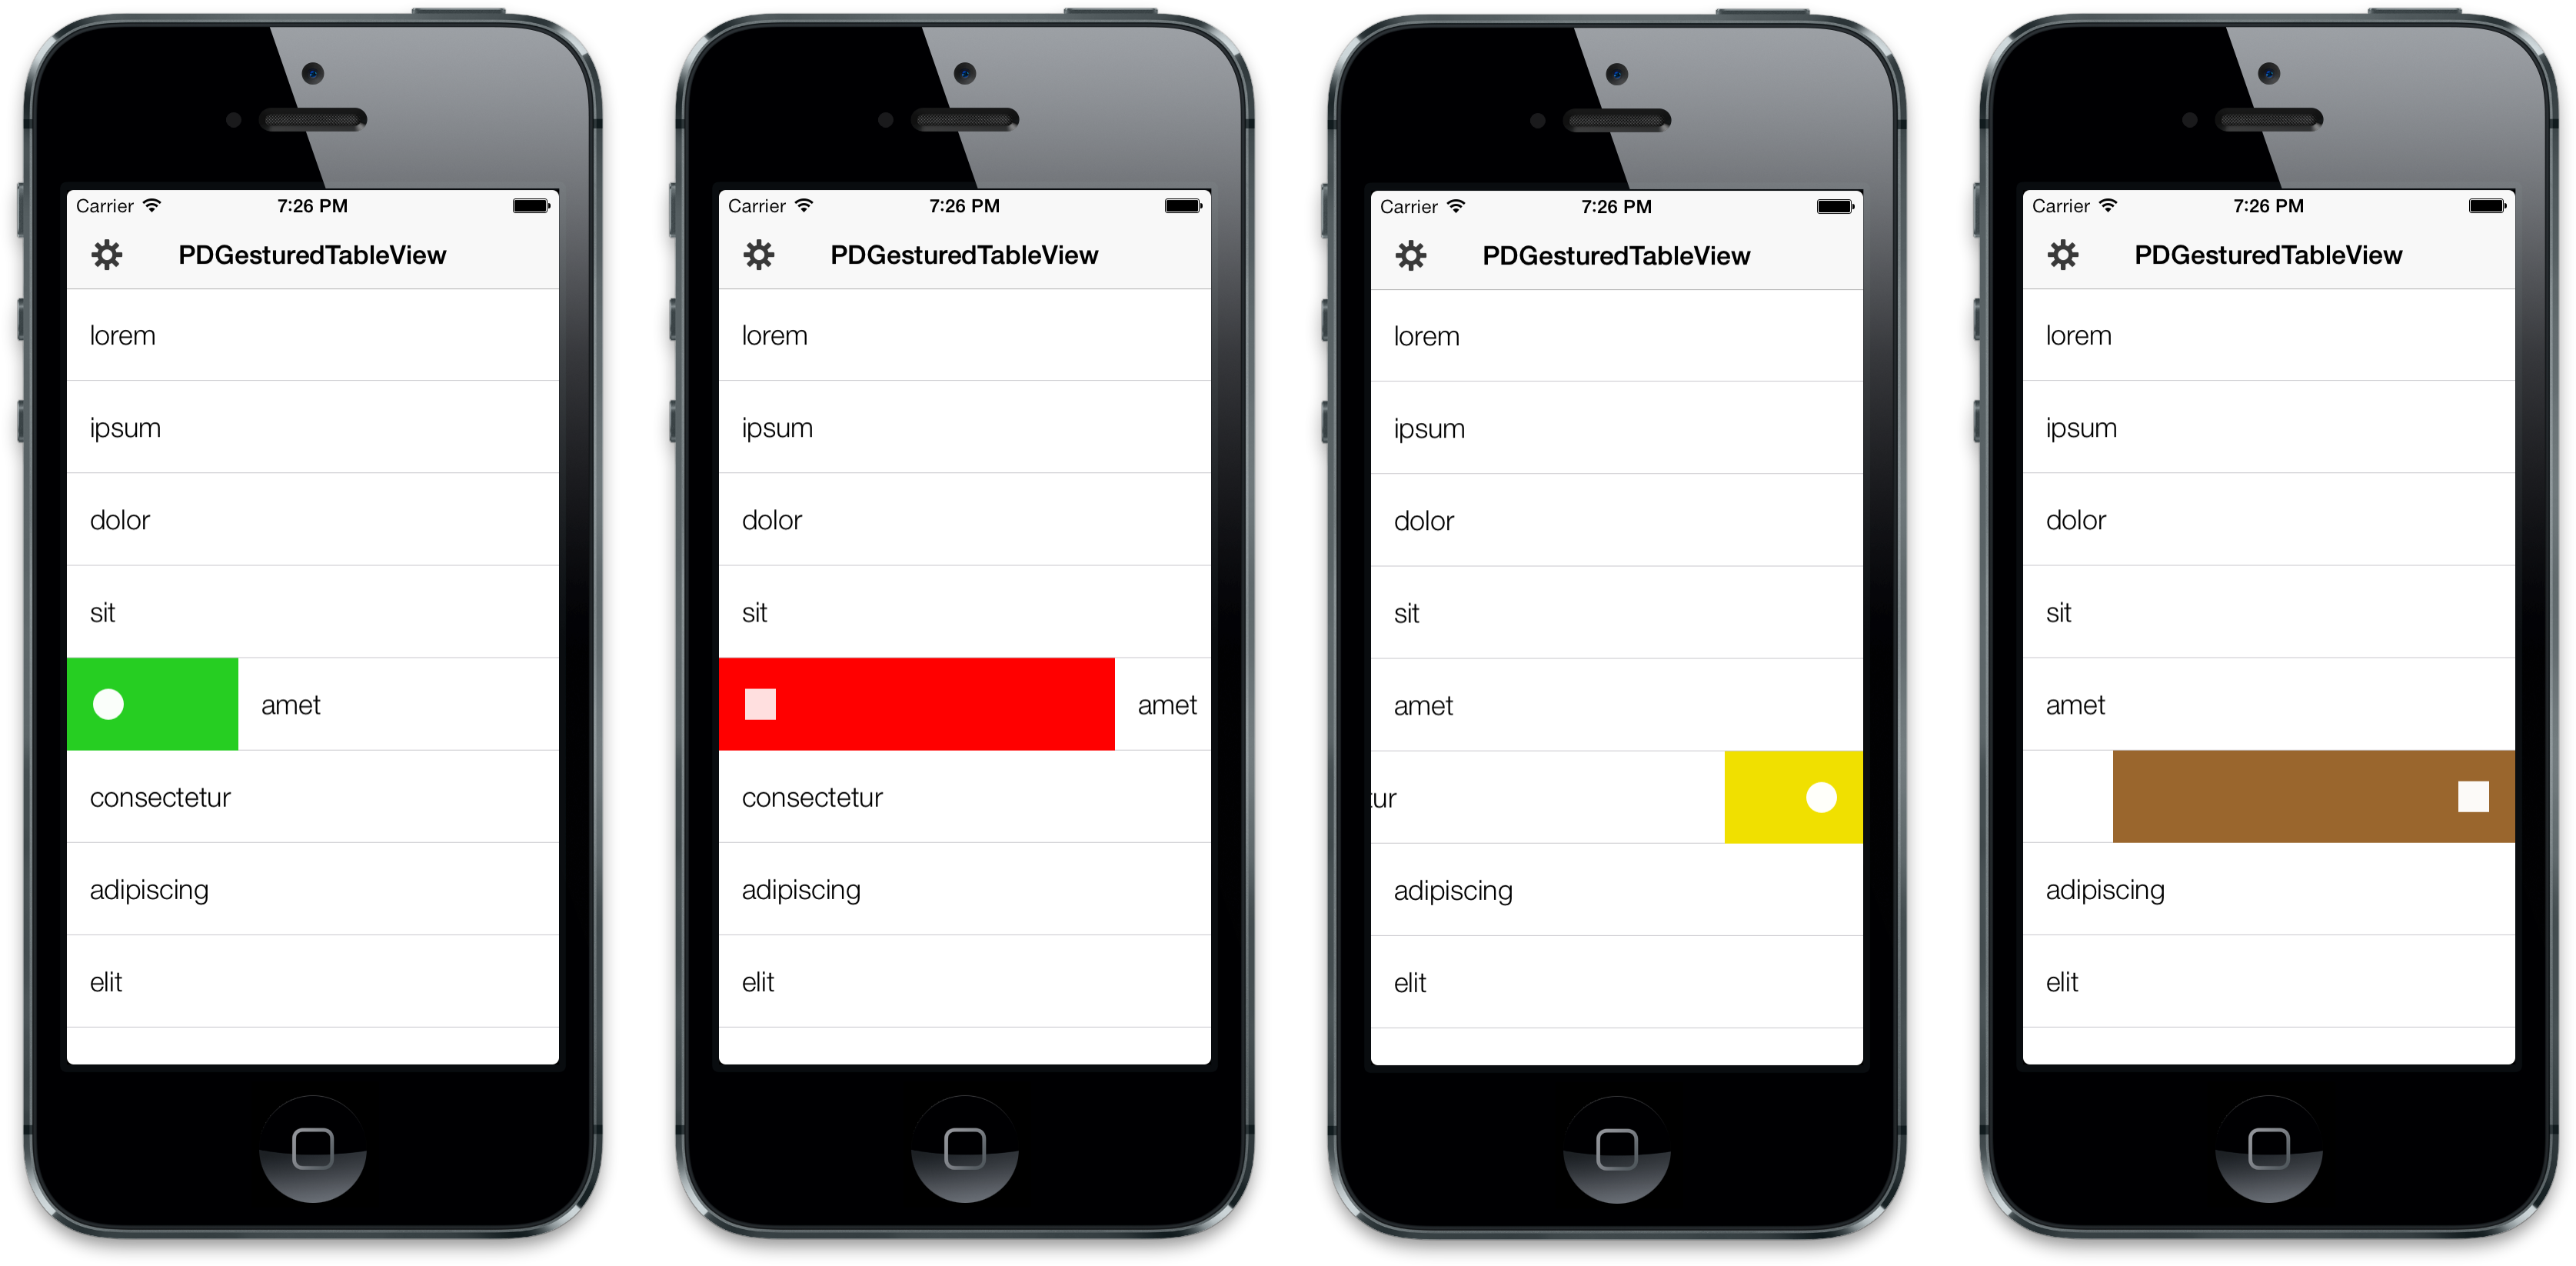 Carrier 7:26 PM
PDGesturedTableView
lorem
ipsum
dolor
sit
amet
consectetur
adipiscing
elit
Carrier 7:26 PM
PDGesturedTableView
lorem
ipsum
dolor
sit
amet
consectetur
adipiscing
elit
Carrier 7:26 PM
PDGesturedTableView
lorem
ipsum
dolor
sit
amet
tur
adipiscing
elit
Carrier 7:26 PM
PDGesturedTableView
lorem
ipsum
dolor
sit
amet
adipiscing
elit